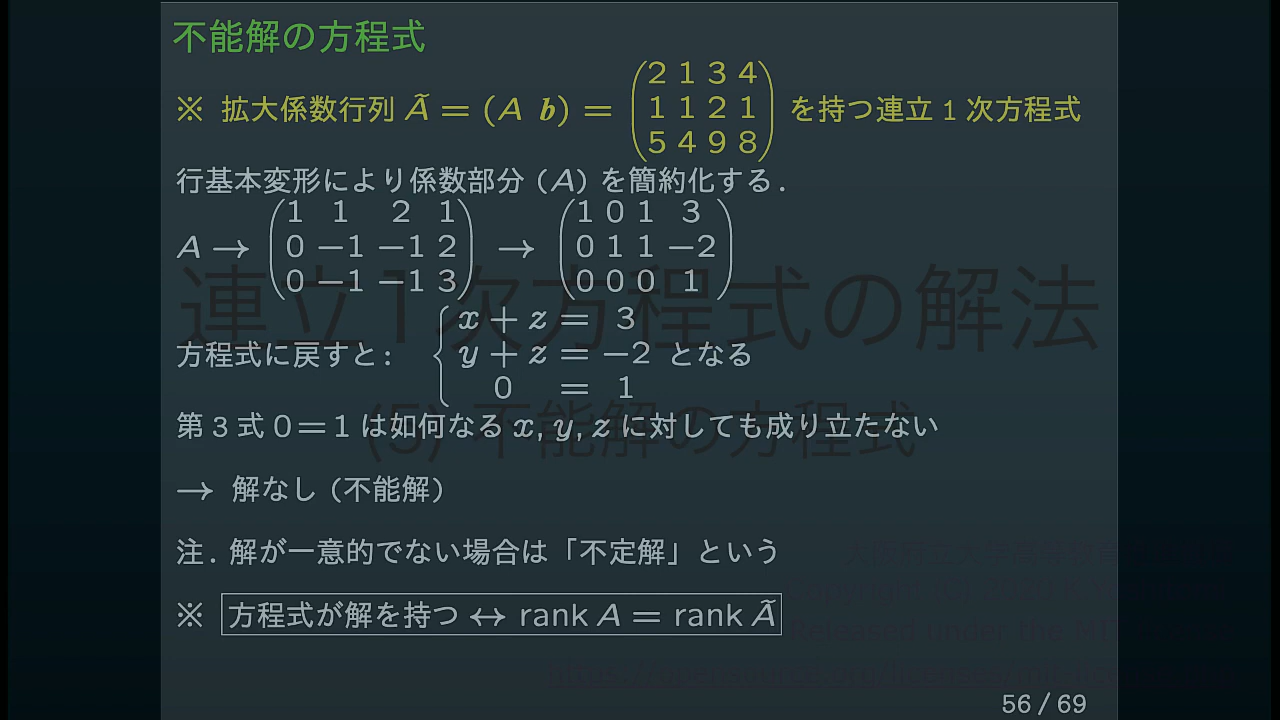 不能解の方程式
※ 拡大係数行列 Ã = (A b) = (2 1 3 4
1 1 2 1
5 4 9 8) を持つ連立 1 次方程式
行基本変形により係数部分 (A) を簡約化する.
A → (1 1 2 1
0 −1 −1 2
0 −1 −1 3) → (1 0 1 3
0 1 1 −2
0 0 0 1)
連立1次方程式の解法
方程式に戻すと: { x + z = 3
y + z = −2 となる
0 = 1
第 3 式 0 = 1 は如何なる x, y, z に対しても成り立たない
(5) 不能解の方程式
→ 解なし (不能解)
注. 解が一意的でない場合は「不定解」という
※ 方程式が解を持つ ↔ rank A = rank Ã
56 / 69